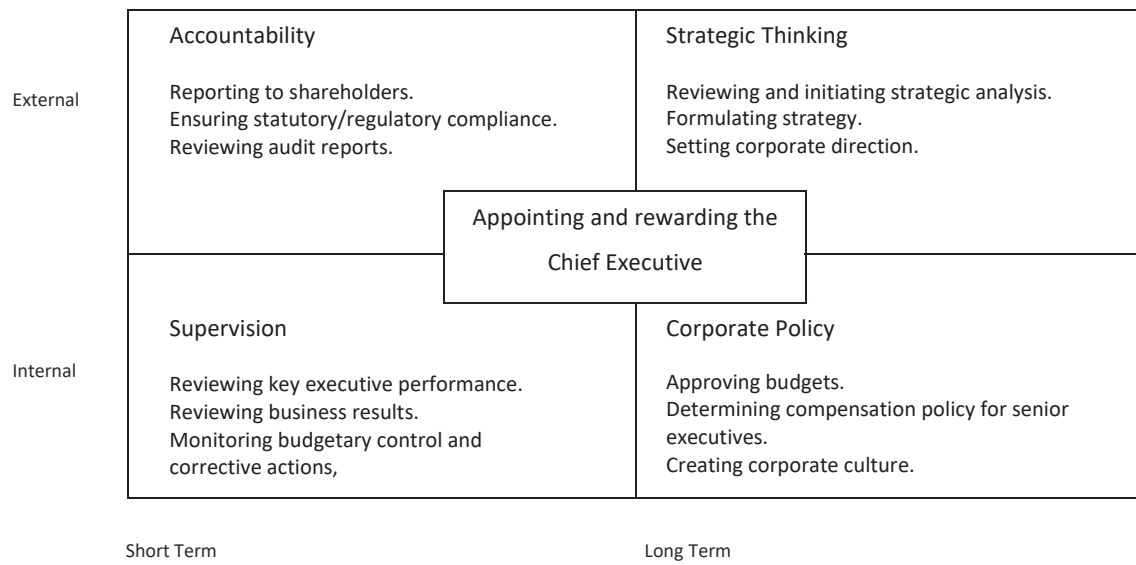 External
Accountability
Reporting to shareholders.
Ensuring statutory/regulatory compliance.
Reviewing audit reports.
Strategic Thinking
Reviewing and initiating strategic analysis.
Formulating strategy.
Setting corporate direction.
Appointing and rewarding the
Chief Executive
Internal
Supervision
Reviewing key executive performance.
Reviewing business results.
Monitoring budgetary control and
corrective actions,
Corporate Policy
Approving budgets.
Determining compensation policy for senior
executives.
Creating corporate culture.
Short Term
Long Term